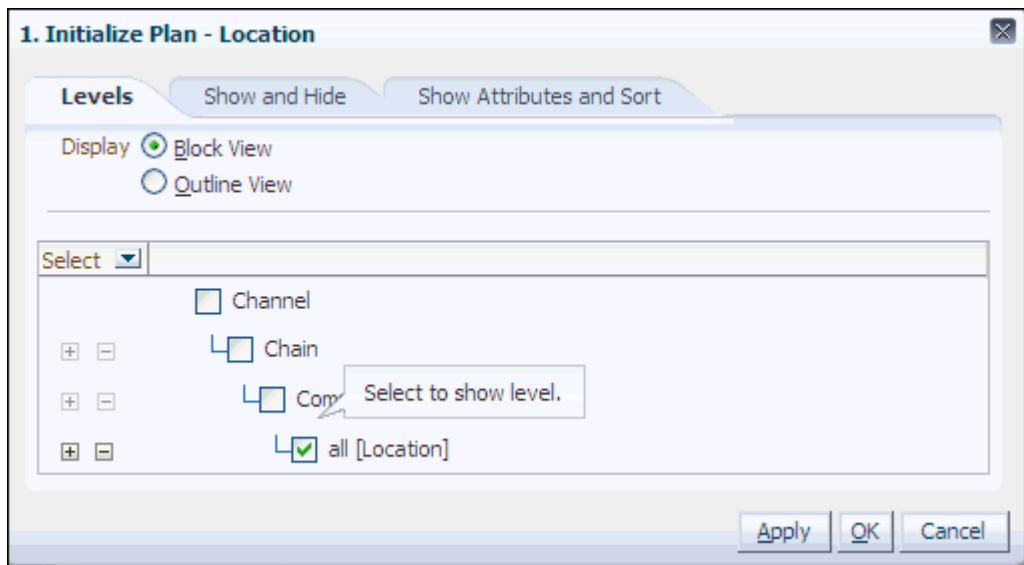 1. Initialize Plan - Location
Levels Show and Hide Show Attributes and Sort
Display Block View
Outline View
Select
Channel
Chain
Select to show level.
all [Location]
Apply OK Cancel